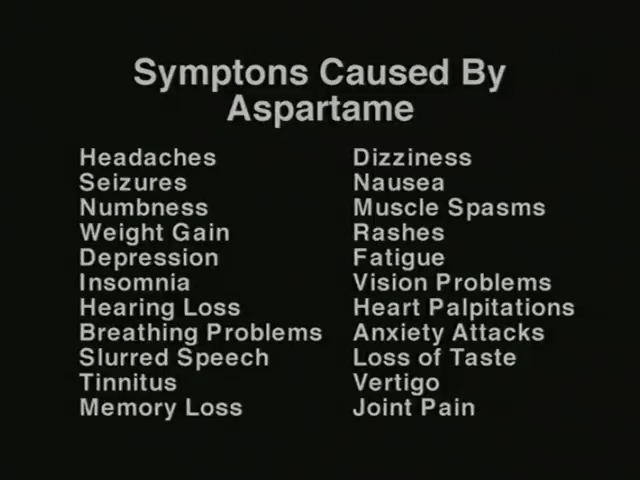 Symptons Caused By
Aspartame
Headaches
Seizures
Numbness
Weight Gain
Depression
Insomnia
Hearing Loss
Breathing Problems
Slurred Speech
Tinnitus
Memory Loss
Dizziness
Nausea
Muscle Spasms
Rashes
Fatigue
Vision Problems
Heart Palpitations
Anxiety Attacks
Loss of Taste
Vertigo
Joint Pain